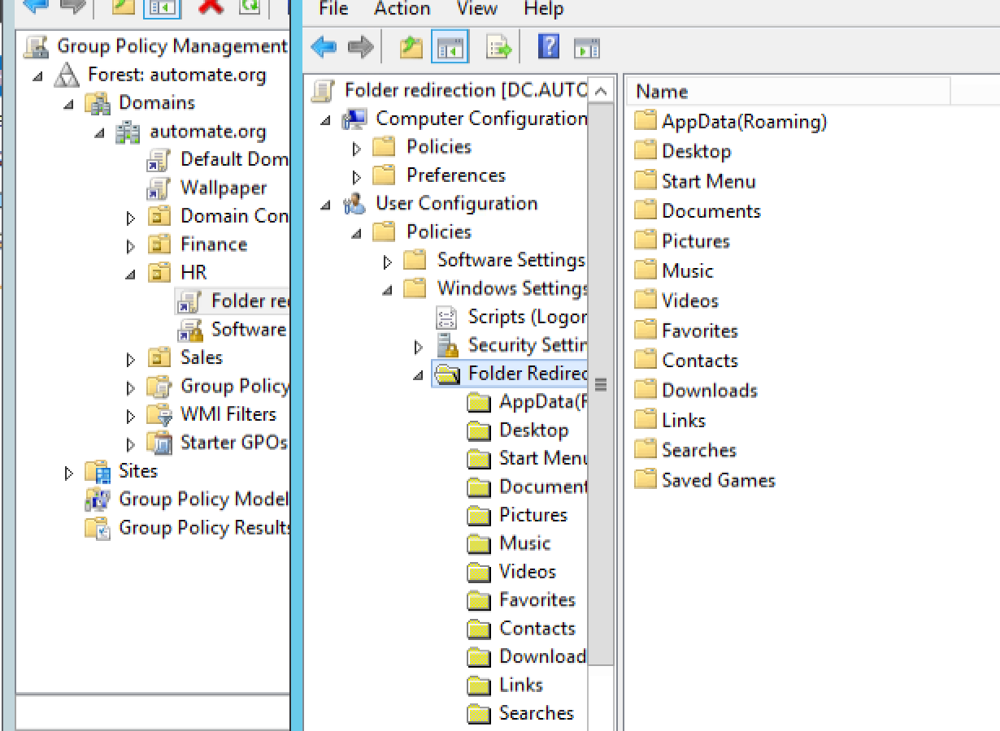 Group Policy Management
Forest: automate.org
Domains
automate.org
Default Dom
Wallpaper
Domain Con
Finance
HR
Folder re
Software
Sales
Group Policy
WMI Filters
Starter GPOs
Sites
Group Policy Model
Group Policy Results
File Action View Help
Folder redirection [DC.AUTO
Computer Configuration
Policies
Preferences
User Configuration
Policies
Software Settings
Windows Settings
Scripts (Logon
Security Settin
Folder Redirec
AppData(R
Desktop
Start Menu
Document
Pictures
Music
Videos
Favorites
Contacts
Download
Links
Searches
Name
AppData(Roaming)
Desktop
Start Menu
Documents
Pictures
Music
Videos
Favorites
Contacts
Downloads
Links
Searches
Saved Games